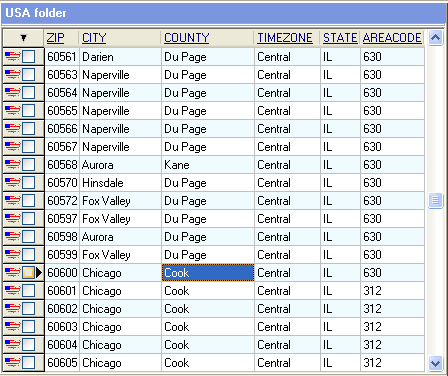 USA folder
ZIP CITY COUNTY TIMEZONE STATE AREACODE
60561 Darien Du Page Central IL 630
60563 Naperville Du Page Central IL 630
60564 Naperville Du Page Central IL 630
60565 Naperville Du Page Central IL 630
60566 Naperville Du Page Central IL 630
60567 Naperville Du Page Central IL 630
60568 Aurora Kane Central IL 630
60570 Hinsdale Du Page Central IL 630
60572 Fox Valley Du Page Central IL 630
60597 Fox Valley Du Page Central IL 630
60598 Aurora Du Page Central IL 630
60599 Fox Valley Du Page Central IL 630
60600 Chicago Cook Central IL 630
60601 Chicago Cook Central IL 312
60602 Chicago Cook Central IL 312
60603 Chicago Cook Central IL 312
60604 Chicago Cook Central IL 312
60605 Chicago Cook Central IL 312